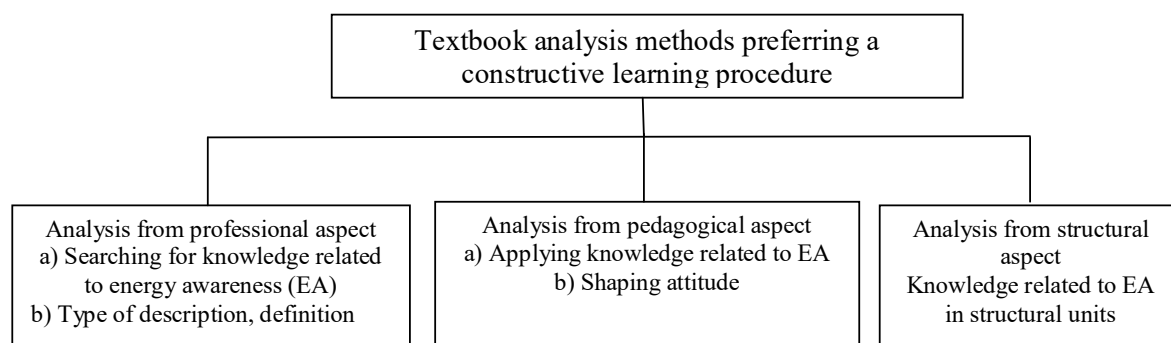 Textbook analysis methods preferring a
constructive learning procedure
Analysis from professional aspect
a) Searching for knowledge related
to energy awareness (EA)
b) Type of description, definition
Analysis from pedagogical aspect
a) Applying knowledge related to EA
b) Shaping attitude
Analysis from structural
aspect
Knowledge related to EA
in structural units